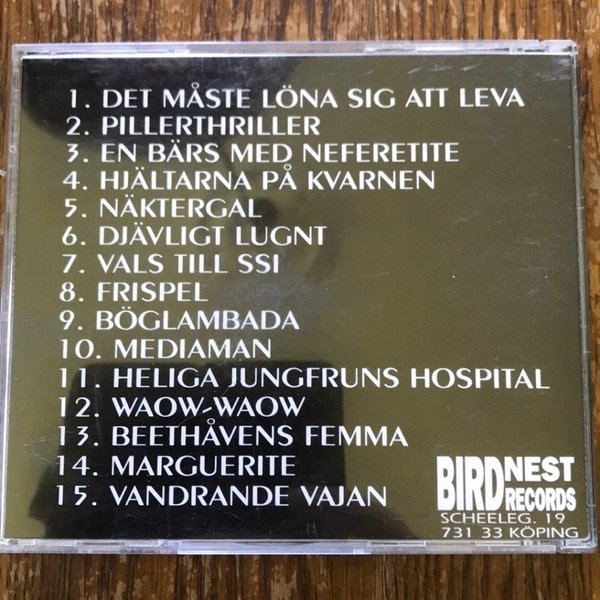 1. DET MÅSTE LÖNA SIG ATT LEVA
2. PILLERTHRILLER
3. EN BÄRS MED NEFERETITE
4. HJÄLTARNA PÅ KVARNEN
5. NÄKTERGAL
6. DJÄVLIGT LUGNT
7. VALS TILL SSI
8. FRISPEL
9. BÖGLAMBADA
10. MEDIAMAN
11. HELIGA JUNGFRUNS HOSPITAL
12. WAOW-WAOW
13. BEETHÅVENS FEMMA
14. MARGUERITE
15. VANDRANDE VAJAN
BIRDNEST RECORDS
SCHEELEG. 19
731 33 KÖPING